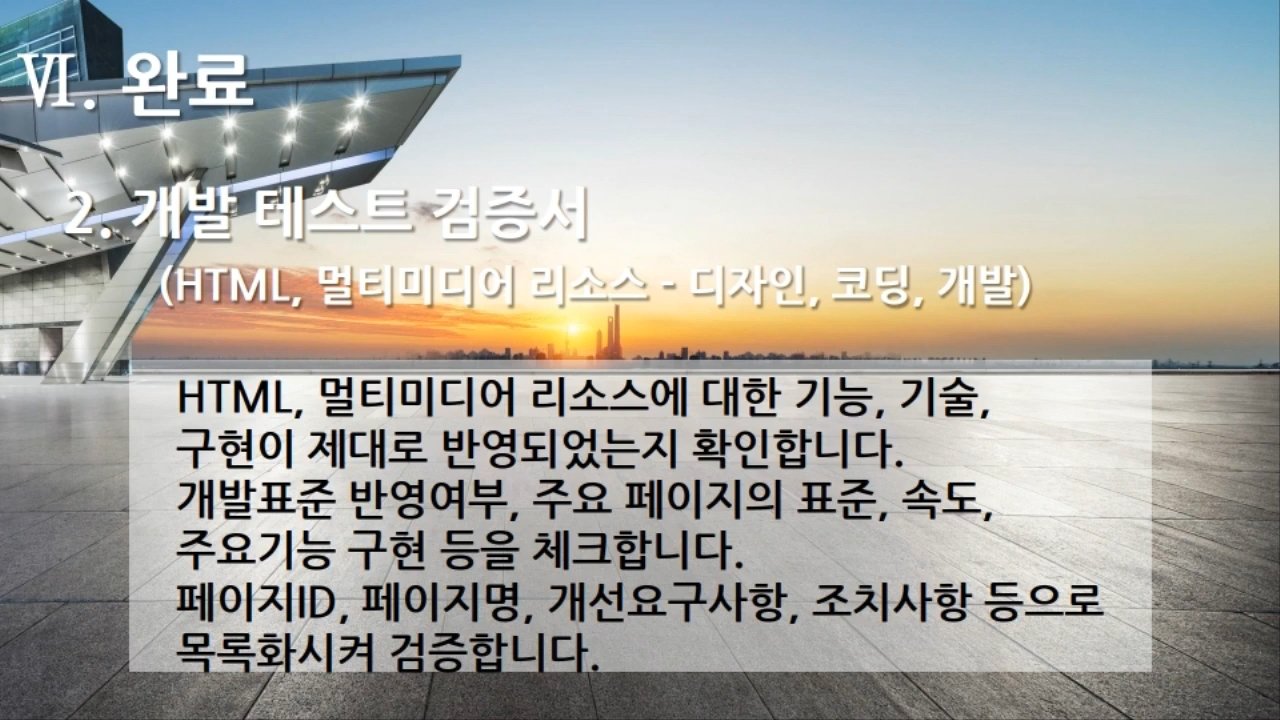 Ⅵ. 완료
2. 개발 테스트 검증서
(HTML, 멀티미디어 리소스 - 디자인, 코딩, 개발)
HTML, 멀티미디어 리소스에 대한 기능, 기술,
구현이 제대로 반영되었는지 확인합니다.
개발표준 반영여부, 주요 페이지의 표준, 속도,
주요기능 구현 등을 체크합니다.
페이지ID, 페이지명, 개선요구사항, 조치사항 등으로
목록화시켜 검증합니다.